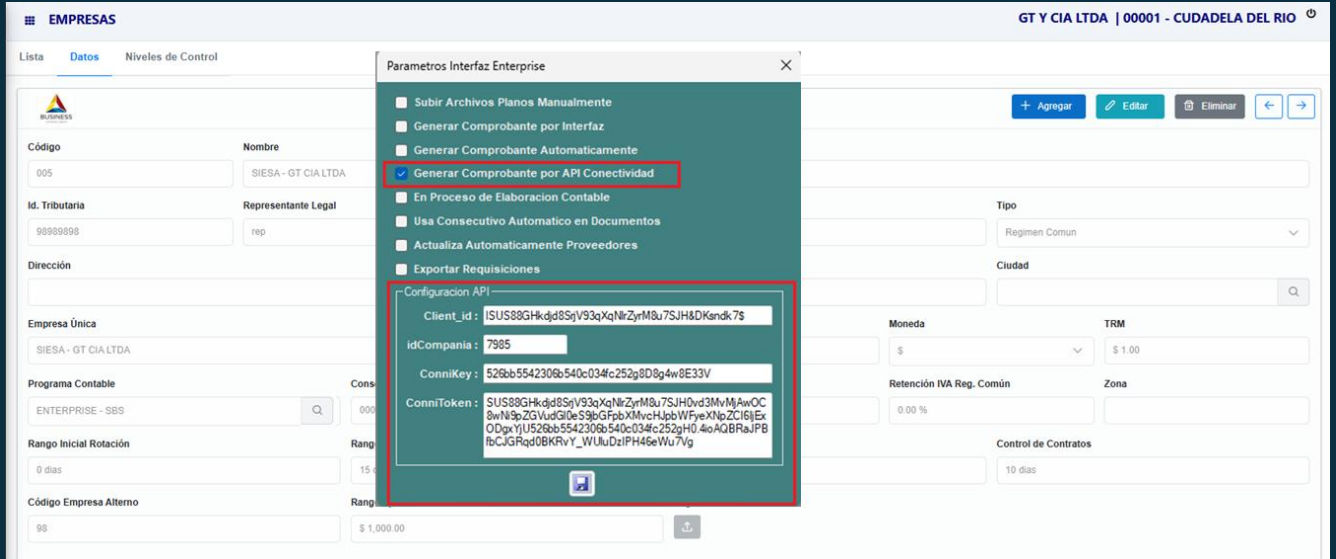 EMPRESAS
GT Y CIA LTDA | 00001 - CUDADELA DEL RIO
Lista Datos Niveles de Control
BUSINESS
+ Agregar Editar Eliminar
Código Nombre
005 SIESA - GT CIA LTDA
Id. Tributaria Representante Legal Tipo
98989898 rep Regimen Comun
Dirección Ciudad
Empresa Única Moneda TRM
SIESA - GT CIA LTDA $ $ 1.00
Programa Contable Retención IVA Reg. Común Zona
ENTERPRISE - SBS 0.00 %
Rango Inicial Rotación Control de Contratos
0 dias 10 dias
Código Empresa Alterno
98 $ 1,000.00
Parametros Interfaz Enterprise
Subir Archivos Planos Manualmente
Generar Comprobante por Interfaz
Generar Comprobante Automaticamente
Generar Comprobante por API Conectividad
En Proceso de Elaboracion Contable
Usa Consecutivo Automatico en Documentos
Actualiza Automaticamente Proveedores
Exportar Requisiciones
Configuracion API
Client_id :
idCompania : 7985
ConniKey : 526bb5542306b540c034fc252g8D8g4w8E33V
ConniToken :